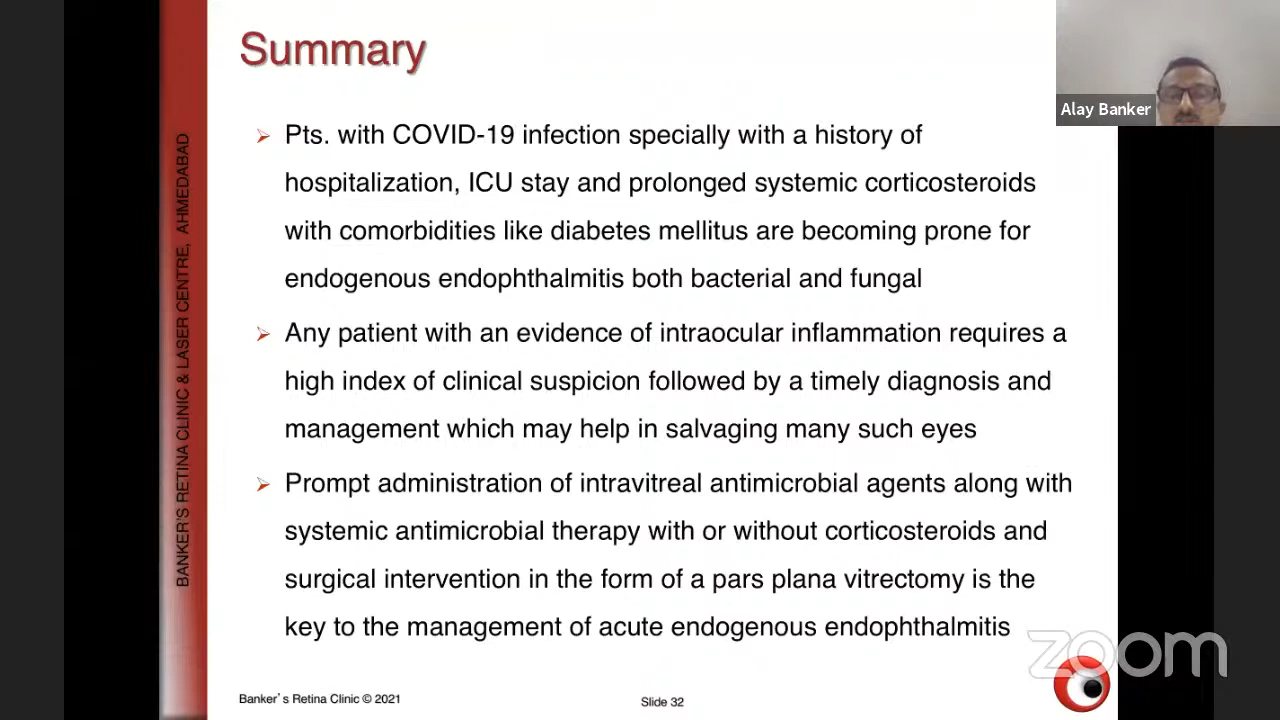 Summary
Alay Banker
Pts. with COVID-19 infection specially with a history of
hospitalization, ICU stay and prolonged systemic corticosteroids
with comorbidities like diabetes mellitus are becoming prone for
endogenous endophthalmitis both bacterial and fungal
Any patient with an evidence of intraocular inflammation requires a
high index of clinical suspicion followed by a timely diagnosis and
management which may help in salvaging many such eyes
Prompt administration of intravitreal antimicrobial agents along with
systemic antimicrobial therapy with or without corticosteroids and
surgical intervention in the form of a pars plana vitrectomy is the
key to the management of acute endogenous endophthalmitis
BANKER'S RETINA CLINIC & LASER CENTRE, AHMEDABAD
zoom
Banker's Retina Clinic © 2021
Slide 32